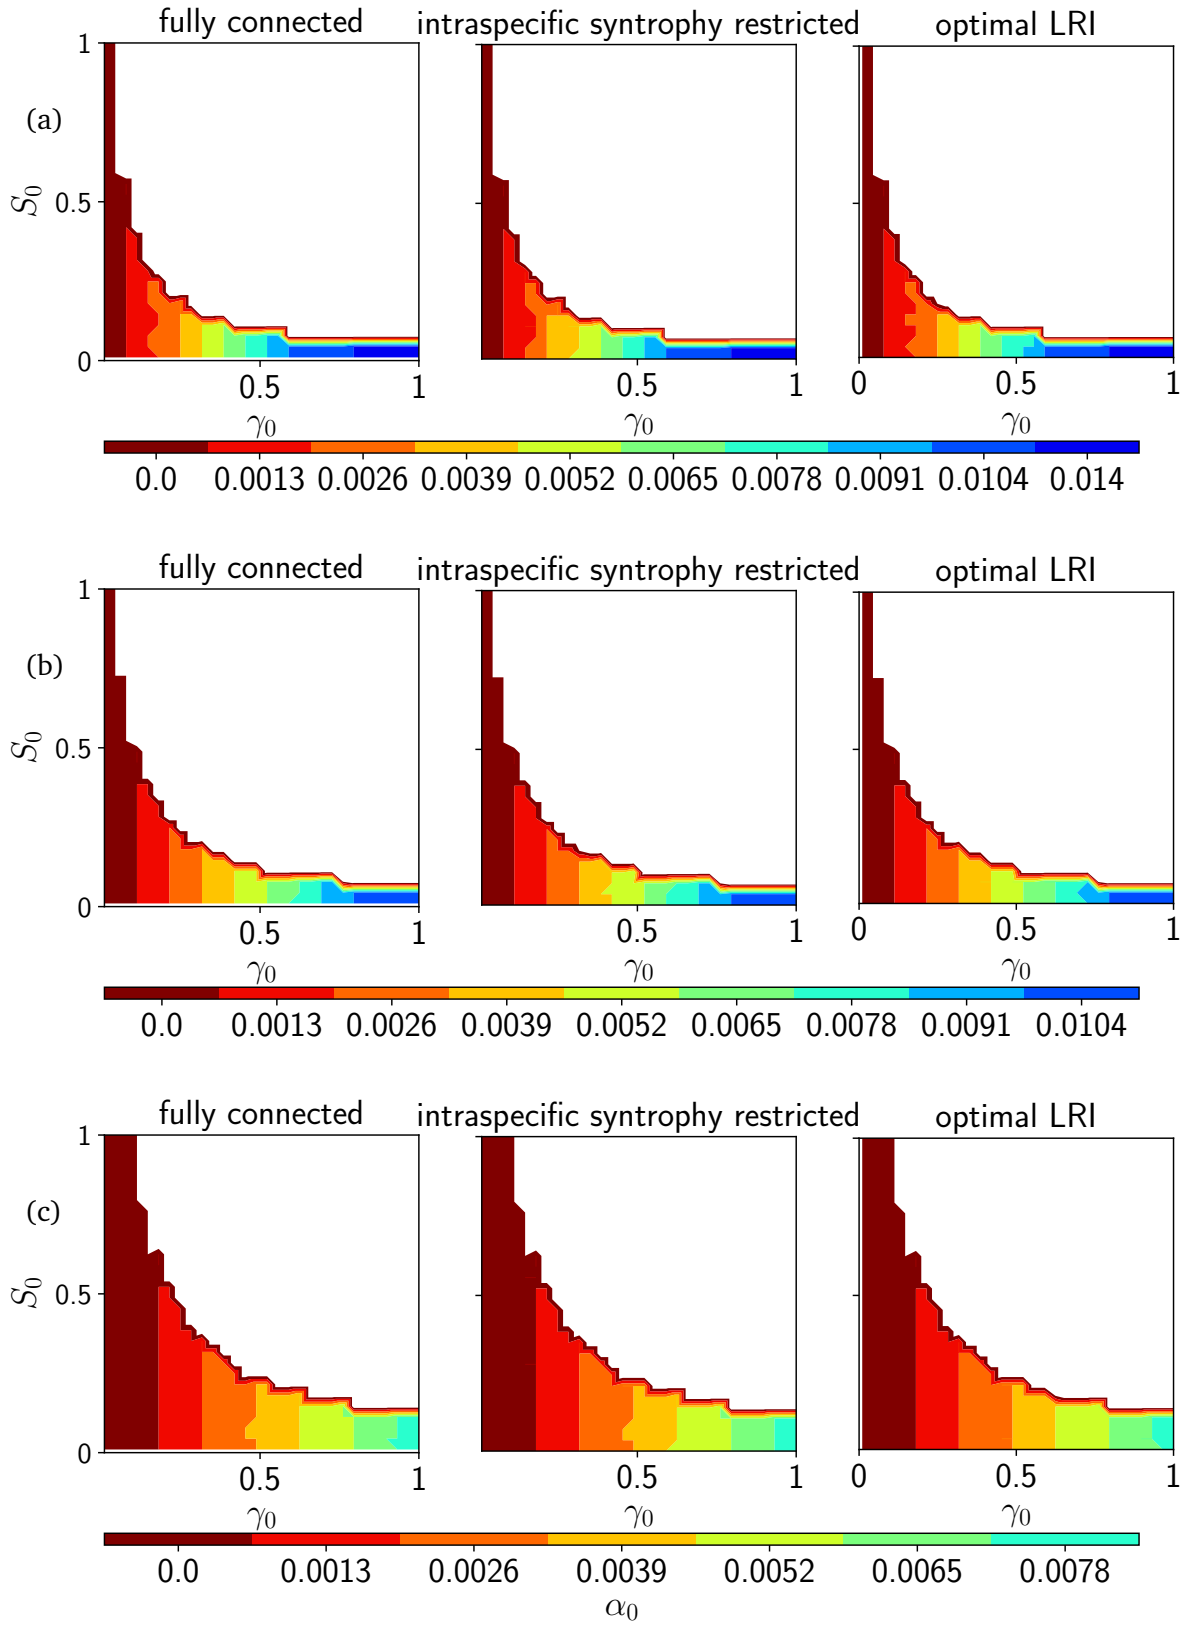 fully connected intraspecific syntrophy restricted optimal LRI
1 
(a)
S₀ 0.5
0 0
0.5 1 0.5 1 0.5 1
γ₀ γ₀ γ₀
0.0 0.0013 0.0026 0.0039 0.0052 0.0065 0.0078 0.0091 0.0104 0.014
fully connected intraspecific syntrophy restricted optimal LRI
1
(b)
S₀ 0.5
0 0
0.5 1 0.5 1 0.5 1
γ₀ γ₀ γ₀
0.0 0.0013 0.0026 0.0039 0.0052 0.0065 0.0078 0.0091 0.0104
fully connected intraspecific syntrophy restricted optimal LRI
1
(c)
S₀ 0.5
0 0
0.5 1 0.5 1 0.5 1
γ₀ γ₀ γ₀
0.0 0.0013 0.0026 0.0039 0.0052 0.0065 0.0078
α₀